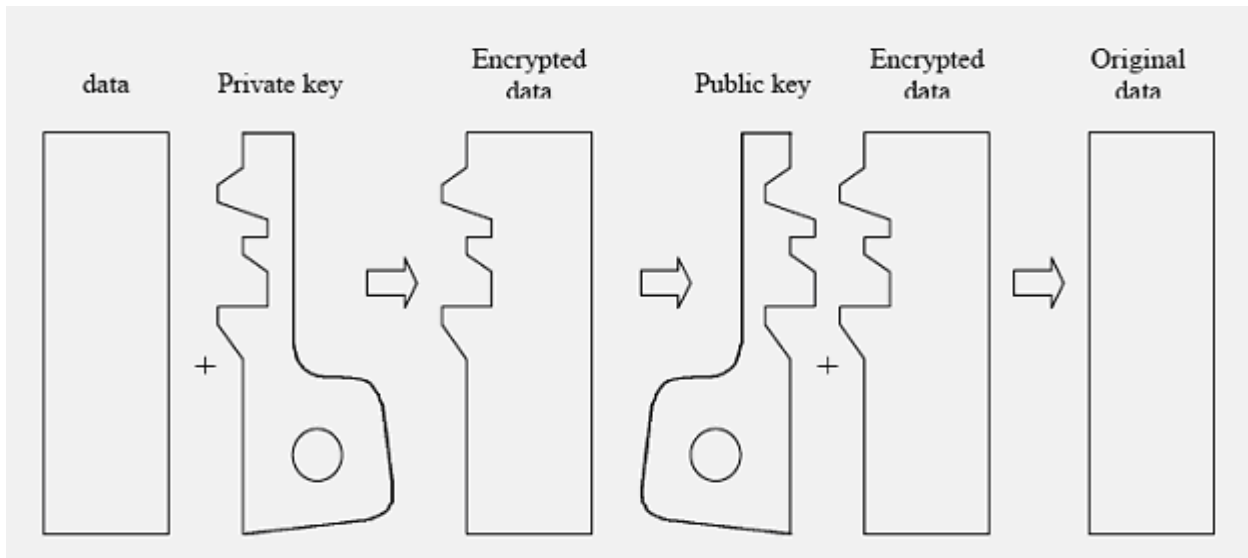 data
Private key
Encrypted
data
Public key
Encrypted
data
Original
data
+
+